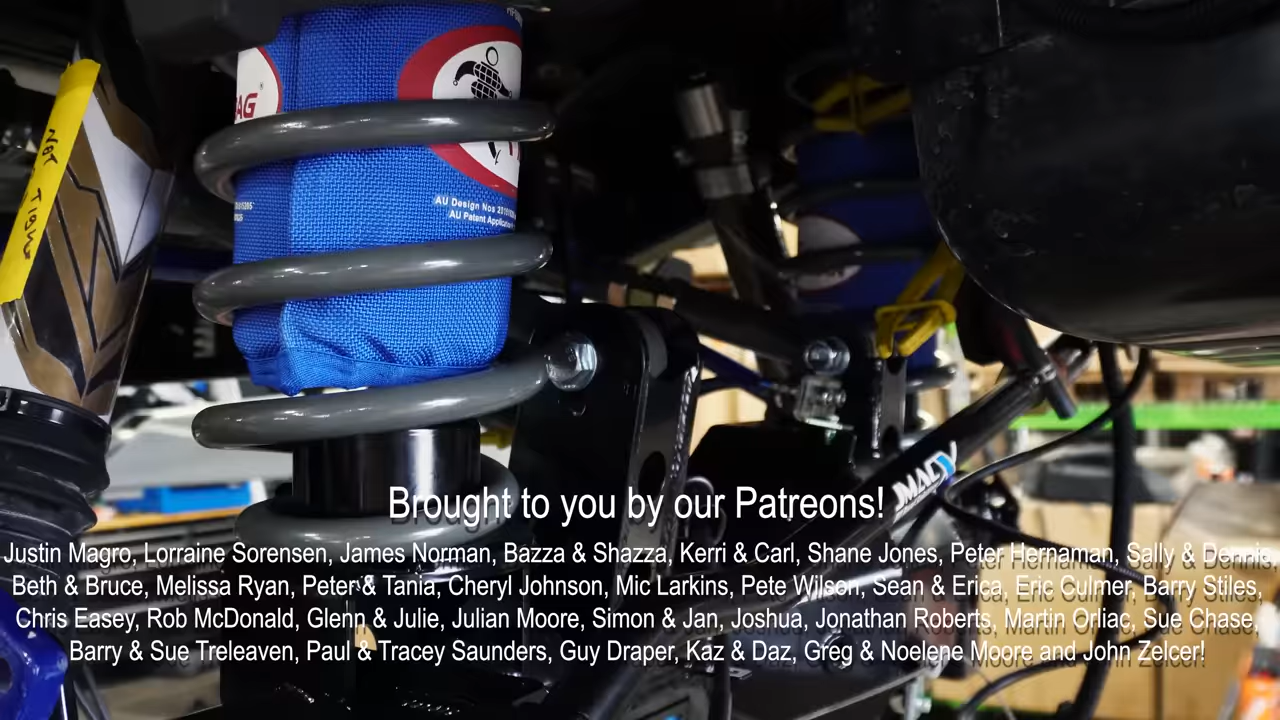 AG
AU Design Nos
AU Patent
NOT
Brought to you by our Patreons!
JMACX
Justin Magro, Lorraine Sorensen, James Norman, Bazza & Shazza, Kerri & Carl, Shane Jones, Peter Hernaman, Sally & Dennis,
Beth & Bruce, Melissa Ryan, Peter & Tania, Cheryl Johnson, Mic Larkins, Pete Wilson, Sean & Erica, Eric Culmer, Barry Stiles,
Chris Easey, Rob McDonald, Glenn & Julie, Julian Moore, Simon & Jan, Joshua, Jonathan Roberts, Martin Orliac, Sue Chase,
Barry & Sue Treleaven, Paul & Tracey Saunders, Guy Draper, Kaz & Daz, Greg & Noelene Moore and John Zelcer!